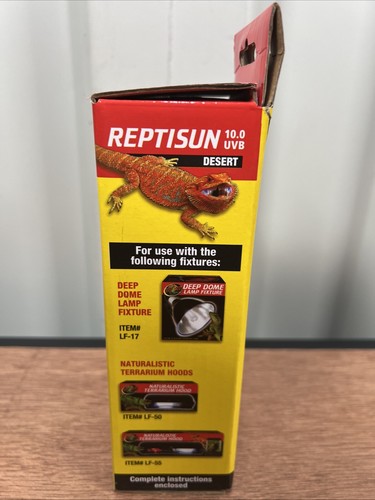 REPTISUN 10.0
UVB
DESERT
For use with the
following fixtures:
DEEP
DOME
LAMP
FIXTURE
ITEM#
LF-17
DEEP DOME
LAMP FIXTURE
NATURALISTIC
TERRARIUM HOODS
NATURALISTIC
TERRARIUM HOOD
ITEM# LF-50
NATURALISTIC TERRARIUM HOOD
ITEM# LF-55
Complete instructions
enclosed